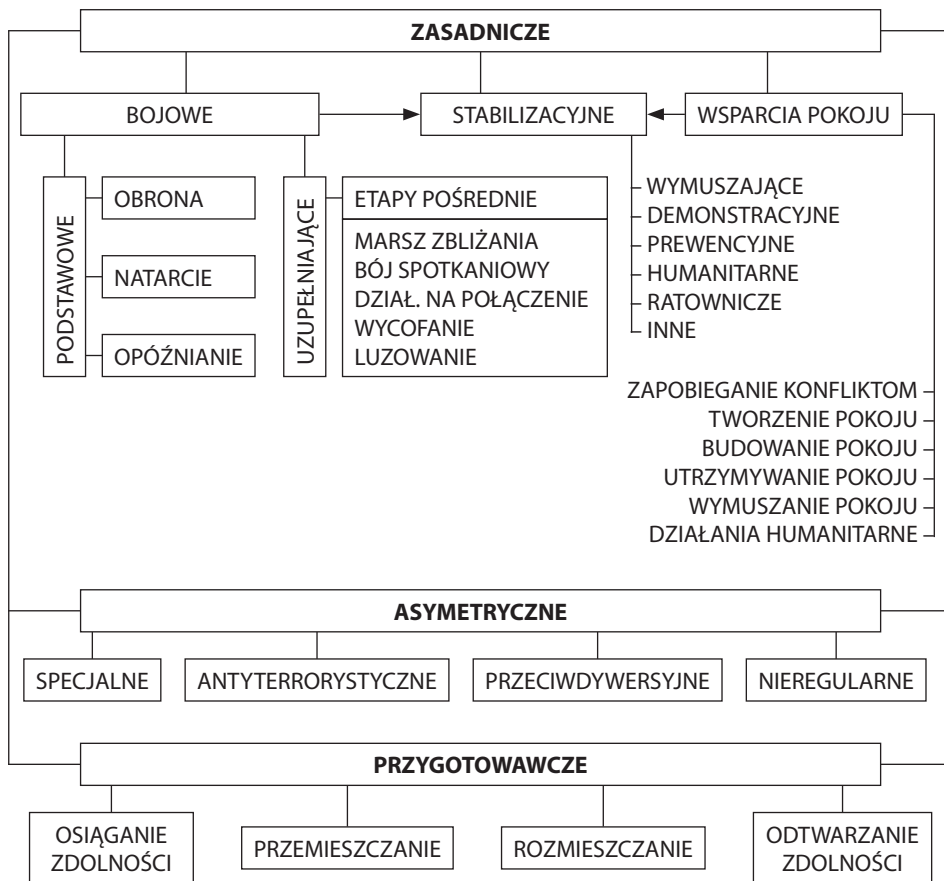 ZASADNICZE
BOJOWE
STABILIZACYJNE
WSPARCIA POKOJU
PODSTAWOWE
OBRONA
NATARCIE
OPÓŹNIANIE
UZUPEŁNIAJĄCE
ETAPY POŚREDNIE
MARSZ ZBLIŻANIA
BÓJ SPOTKANIOWY
DZIAŁ. NA POŁĄCZENIE
WYCOFANIE
LUZOWANIE
WYMUSZAJĄCE
DEMONSTRACYJNE
PREWENCYJNE
HUMANITARNE
RATOWNICZE
INNE
ZAPOBIEGANIE KONFLIKTOM
TWORZENIE POKOJU
BUDOWANIE POKOJU
UTRZYMYWANIE POKOJU
WYMUSZANIE POKOJU
DZIAŁANIA HUMANITARNE
ASYMETRYCZNE
SPECJALNE
ANTYTERRORYSTYCZNE
PRZECIWDYWERSYJNE
NIEREGULARNE
PRZYGOTOWAWCZE
OSIĄGANIE
ZDOLNOŚCI
PRZEMIESZCZANIE
ROZMIESZCZANIE
ODTWARZANIE
ZDOLNOŚCI